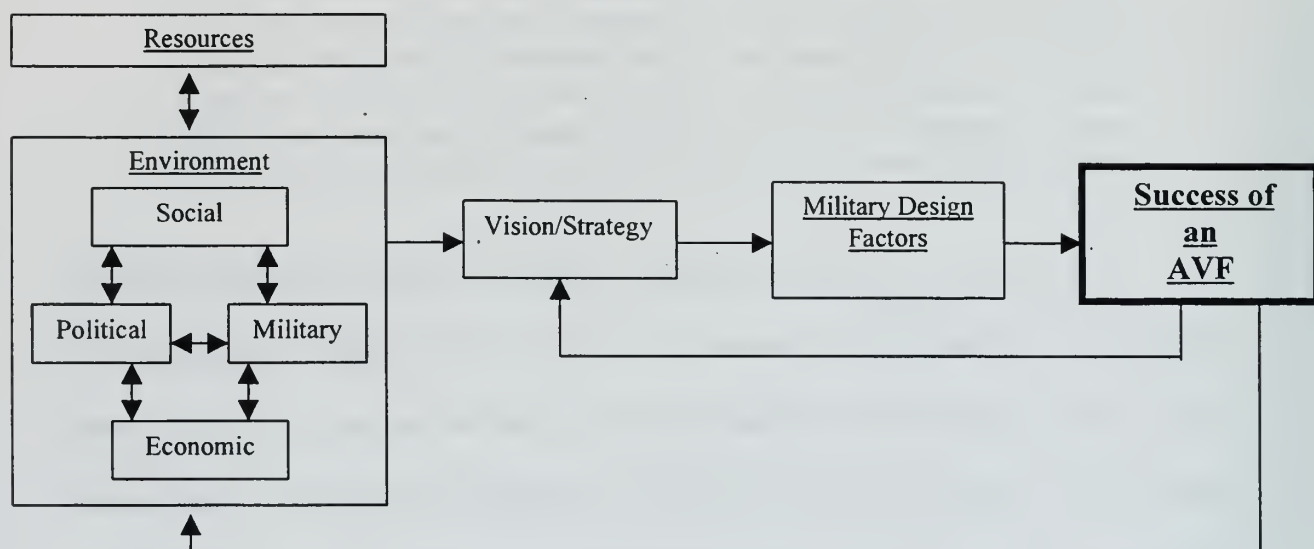 Resources
Environment
Social
Political
Military
Economic
Vision/Strategy
Military Design
Factors
Success of
an
AVF